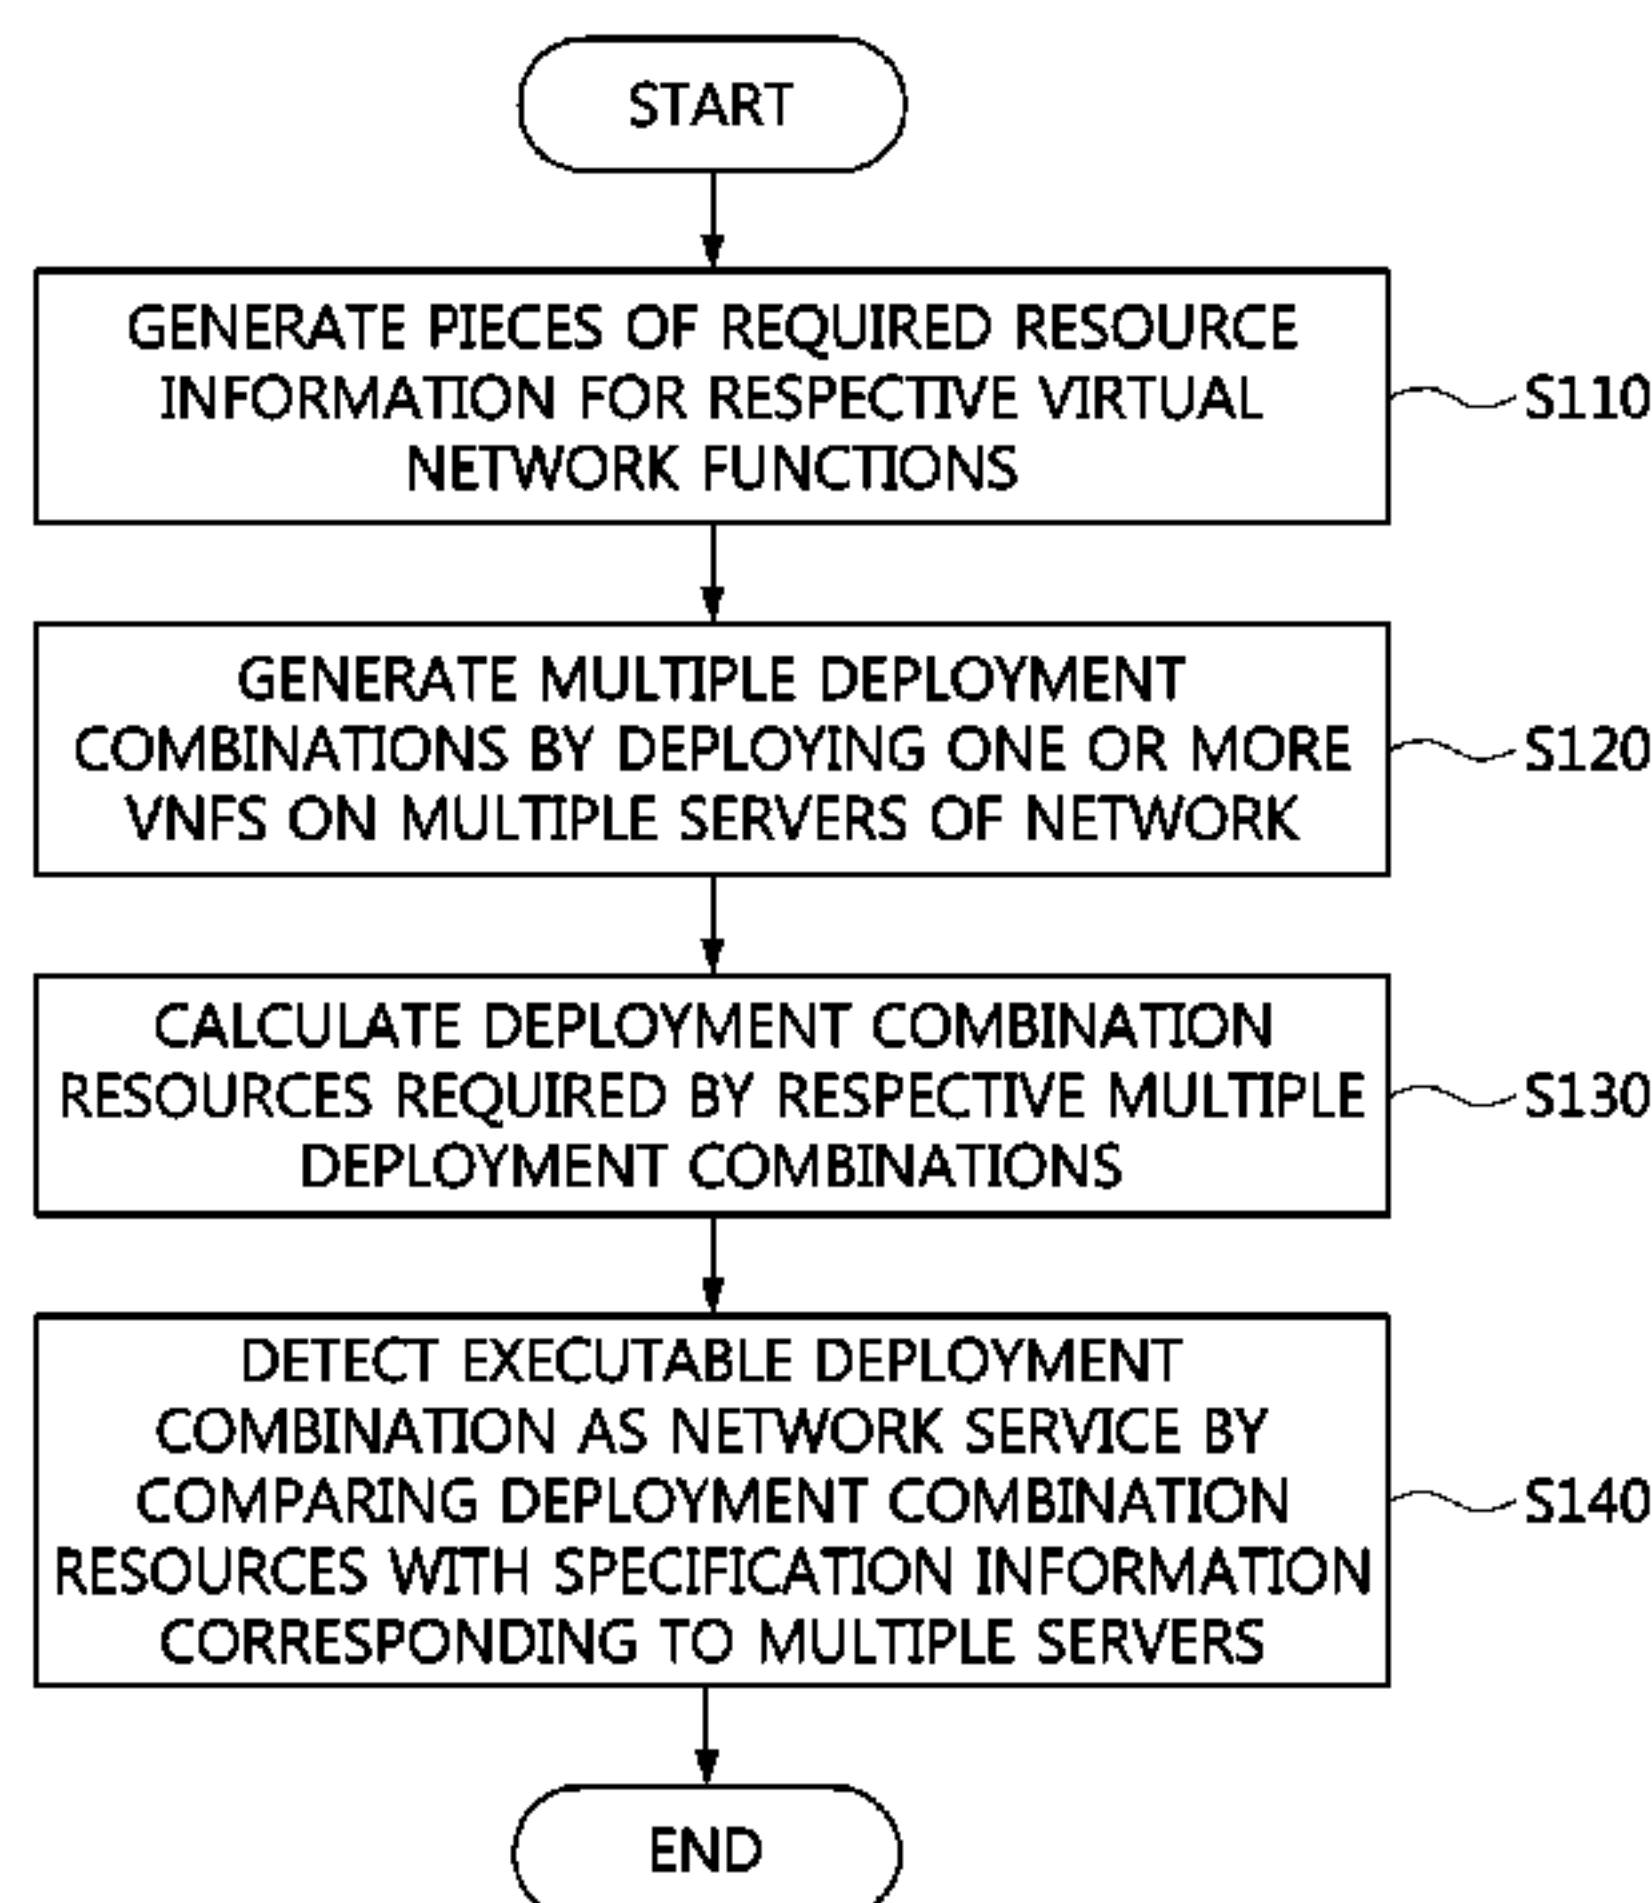 START
GENERATE PIECES OF REQUIRED RESOURCE
INFORMATION FOR RESPECTIVE VIRTUAL
NETWORK FUNCTIONS
S110
GENERATE MULTIPLE DEPLOYMENT
COMBINATIONS BY DEPLOYING ONE OR MORE
VNFS ON MULTIPLE SERVERS OF NETWORK
S120
CALCULATE DEPLOYMENT COMBINATION
RESOURCES REQUIRED BY RESPECTIVE MULTIPLE
DEPLOYMENT COMBINATIONS
S130
DETECT EXECUTABLE DEPLOYMENT
COMBINATION AS NETWORK SERVICE BY
COMPARING DEPLOYMENT COMBINATION
RESOURCES WITH SPECIFICATION INFORMATION
CORRESPONDING TO MULTIPLE SERVERS
S140
END